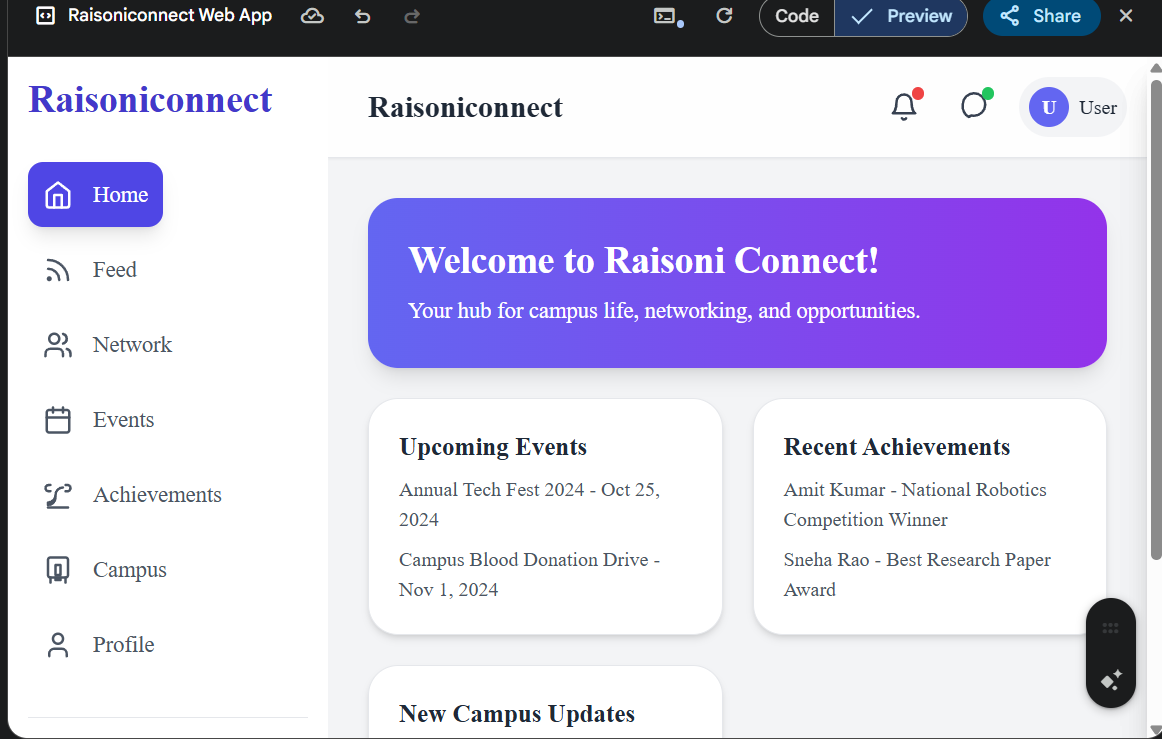 Raisoniconnect Web App
Code
Preview
Share
Raisoniconnect
Home
Feed
Network
Events
Achievements
Campus
Profile
Raisoniconnect
U
User
Welcome to Raisoni Connect!
Your hub for campus life, networking, and opportunities.
Upcoming Events
Annual Tech Fest 2024 - Oct 25,
2024
Campus Blood Donation Drive -
Nov 1, 2024
Recent Achievements
Amit Kumar - National Robotics
Competition Winner
Sneha Rao - Best Research Paper
Award
New Campus Updates